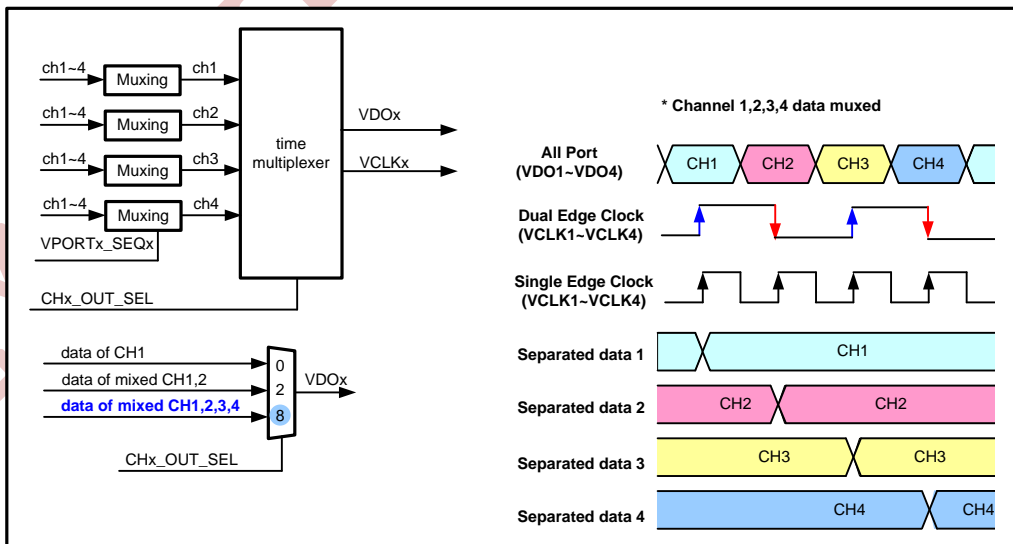 ch1~4
Muxing
ch1
ch1~4
Muxing
ch2
ch1~4
Muxing
ch3
ch1~4
Muxing
ch4
VPORTx_SEQx
CHx_OUT_SEL
time
multiplexer
VDOx
VCLKx
data of CH1
data of mixed CH1,2
data of mixed CH1,2,3,4
0
2
8
VDOx
CHx_OUT_SEL
* Channel 1,2,3,4 data muxed
All Port
(VDO1~VDO4)
CH1
CH2
CH3
CH4
Dual Edge Clock
(VCLK1~VCLK4)
Single Edge Clock
(VCLK1~VCLK4)
Separated data 1
CH1
Separated data 2
CH2
CH2
Separated data 3
CH3
CH3
Separated data 4
CH4
CH4